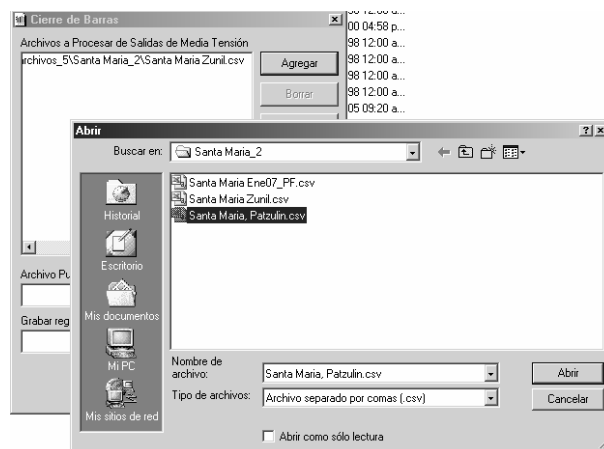 Cierre de Barras
Archivos a Procesar de Salidas de Media Tensión
rchivos_5\Santa Maria_2\Santa Maria Zunil.csv
Agregar
Borrar
00 04:58 p...
98 12:00 a...
98 12:00 a...
98 12:00 a...
98 12:00 a...
05 09:20 a...
Abrir
Buscar en:
Santa Maria_2
Historial
Escritorio
Mis documentos
Mi PC
Mis sitios de red
Santa Maria Ene07_PF.csv
Santa Maria Zunil.csv
Santa Maria, Patzulin.csv
Archivo Pu
Grabar reg
Nombre de
archivo:
Santa Maria, Patzulin.csv
Abrir
Tipo de archivos:
Archivo separado por comas (.csv)
Cancelar
Abrir como sólo lectura